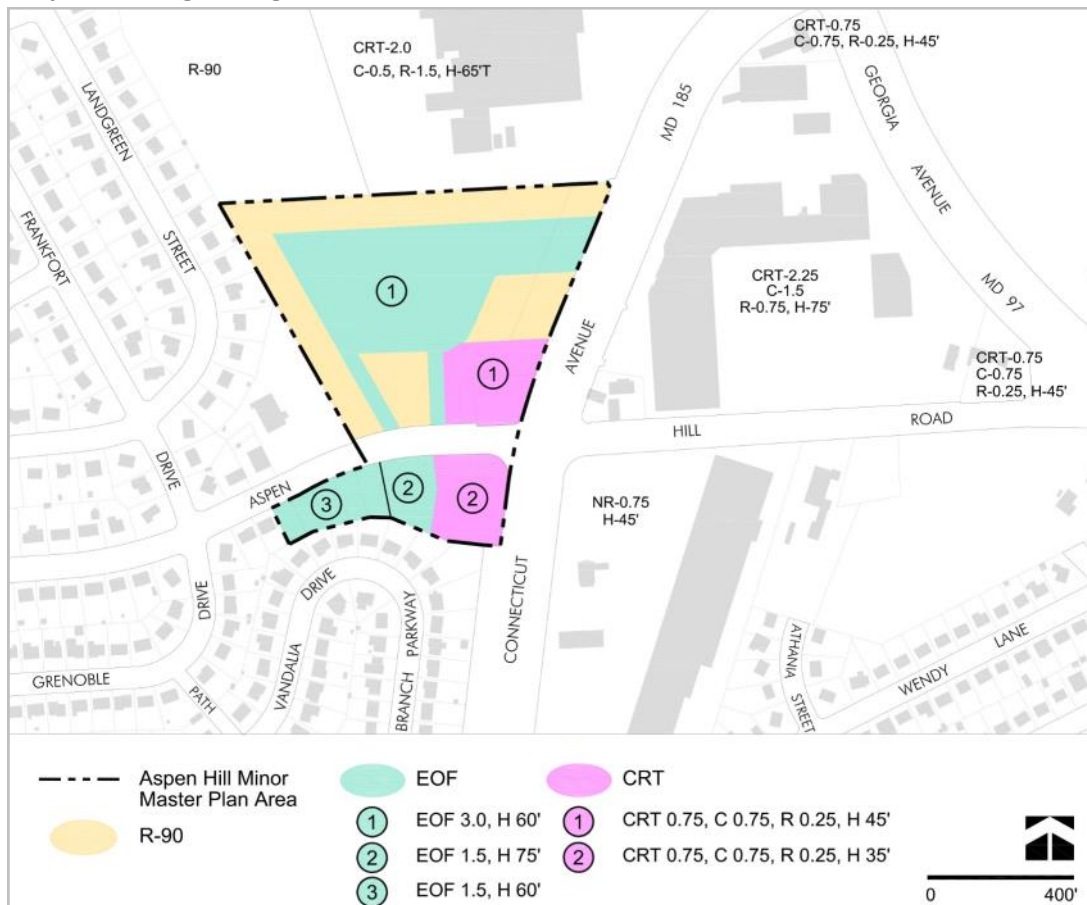 R-90
CRT-2.0
C-0.5, R-1.5, H-65'T
CRT-0.75
C-0.75, R-0.25, H-45'
LANDGREEN
STREET
FRANKFORT
DRIVE
MD 185
GEORGIA
AVENUE
MD 97
1
CRT-2.25
C-1.5
R-0.75, H-75'
CRT-0.75
C-0.75
R-0.25, H-45'
1
AVENUE
HILL
ROAD
ASPEN
3
2
2
NR-0.75
H-45'
CONNECTICUT
DRIVE
GRENOBLE
PATH
VANDALIA
DRIVE
BRANCH
PARKWAY
ATHANIA
STREET
WENDY
LANE
Aspen Hill Minor
Master Plan Area
R-90
EOF
1 EOF 3.0, H 60'
2 EOF 1.5, H 75'
3 EOF 1.5, H 60'
CRT
1 CRT 0.75, C 0.75, R 0.25, H 45'
2 CRT 0.75, C 0.75, R 0.25, H 35'
0 400'